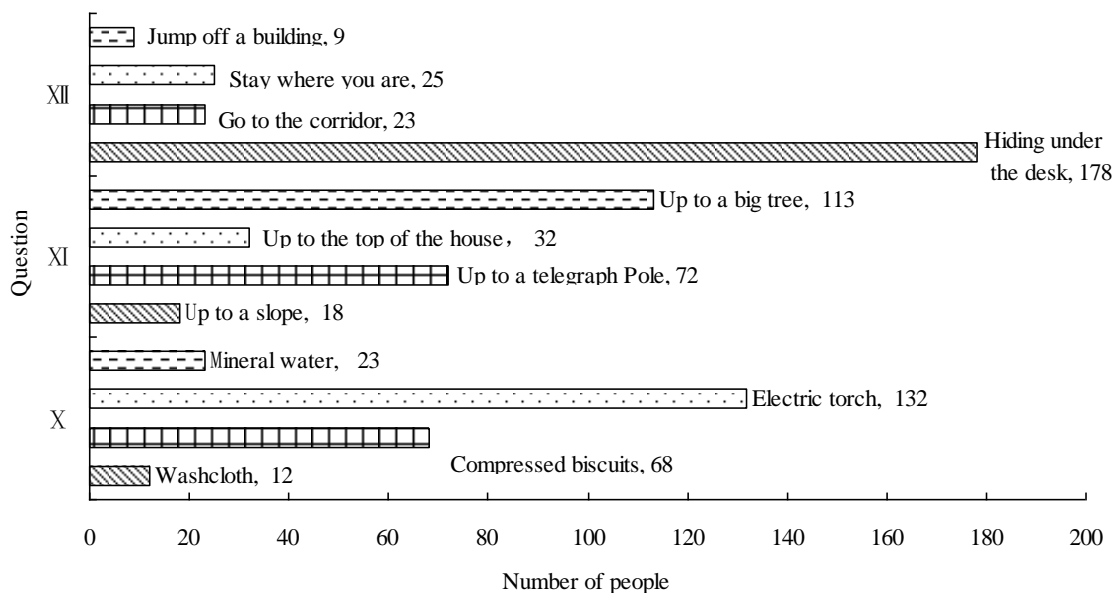 Jump off a building, 9
Stay where you are, 25
Ⅻ
Go to the corridor, 23
Hiding under
the desk, 178
Up to a big tree, 113
Up to the top of the house， 32
Ⅺ
Up to a telegraph Pole, 72
Up to a slope, 18
Question
Mineral water, 23
Electric torch, 132
Ⅹ
Compressed biscuits, 68
Washcloth, 12
0 20 40 60 80 100 120 140 160 180 200
Number of people